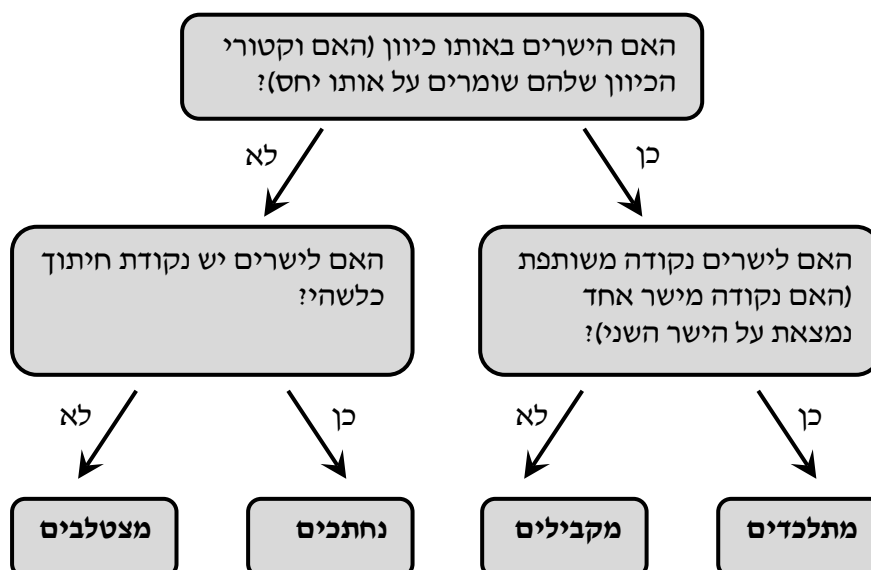 האם הישרים באותו כיוון (האם וקטורי
הכיוון שלהם שומרים על אותו יחס)?
כן
לא
האם לישרים נקודה משותפת
(האם נקודה מישר אחד
נמצאת על הישר השני)?
האם לישרים יש נקודת חיתוך
כלשהי?
כן
לא
כן
לא
מתלכדים
מקבילים
נחתכים
מצטלבים